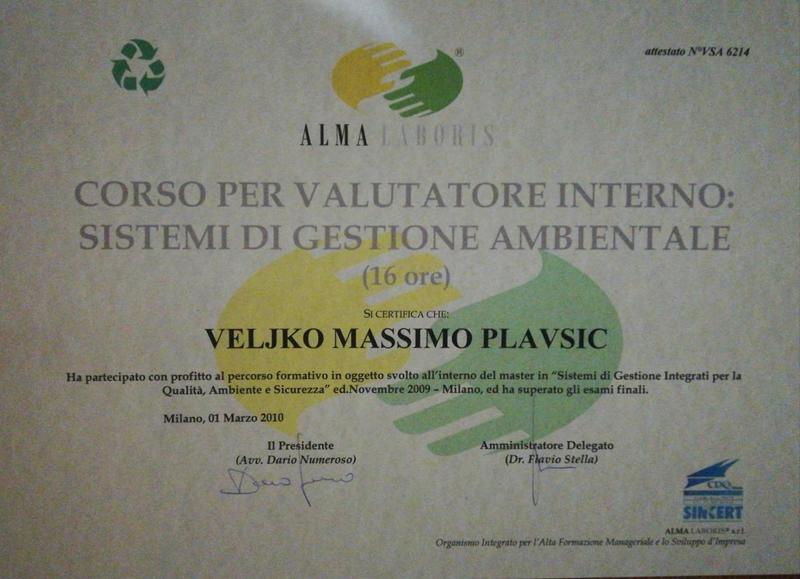 attestato N°VSA 6214
®
ALMA LABORIS
CORSO PER VALUTATORE INTERNO:
SISTEMI DI GESTIONE AMBIENTALE
(16 ore)
SI CERTIFICA CHE:
VELJKO MASSIMO PLAVSIC
Ha partecipato con profitto al percorso formativo in oggetto svolto all'interno del master in "Sistemi di Gestione Integrati per la
Qualità, Ambiente e Sicurezza" ed.Novembre 2009 – Milano, ed ha superato gli esami finali.
Milano, 01 Marzo 2010
Il Presidente
(Avv. Dario Numeroso)
Amministratore Delegato
(Dr. Flavio Stella)
CDQ
SINCERT
ALMA LABORIS® s.r.l.
Organismo Integrato per l'Alta Formazione Manageriale e lo Sviluppo d'Impresa